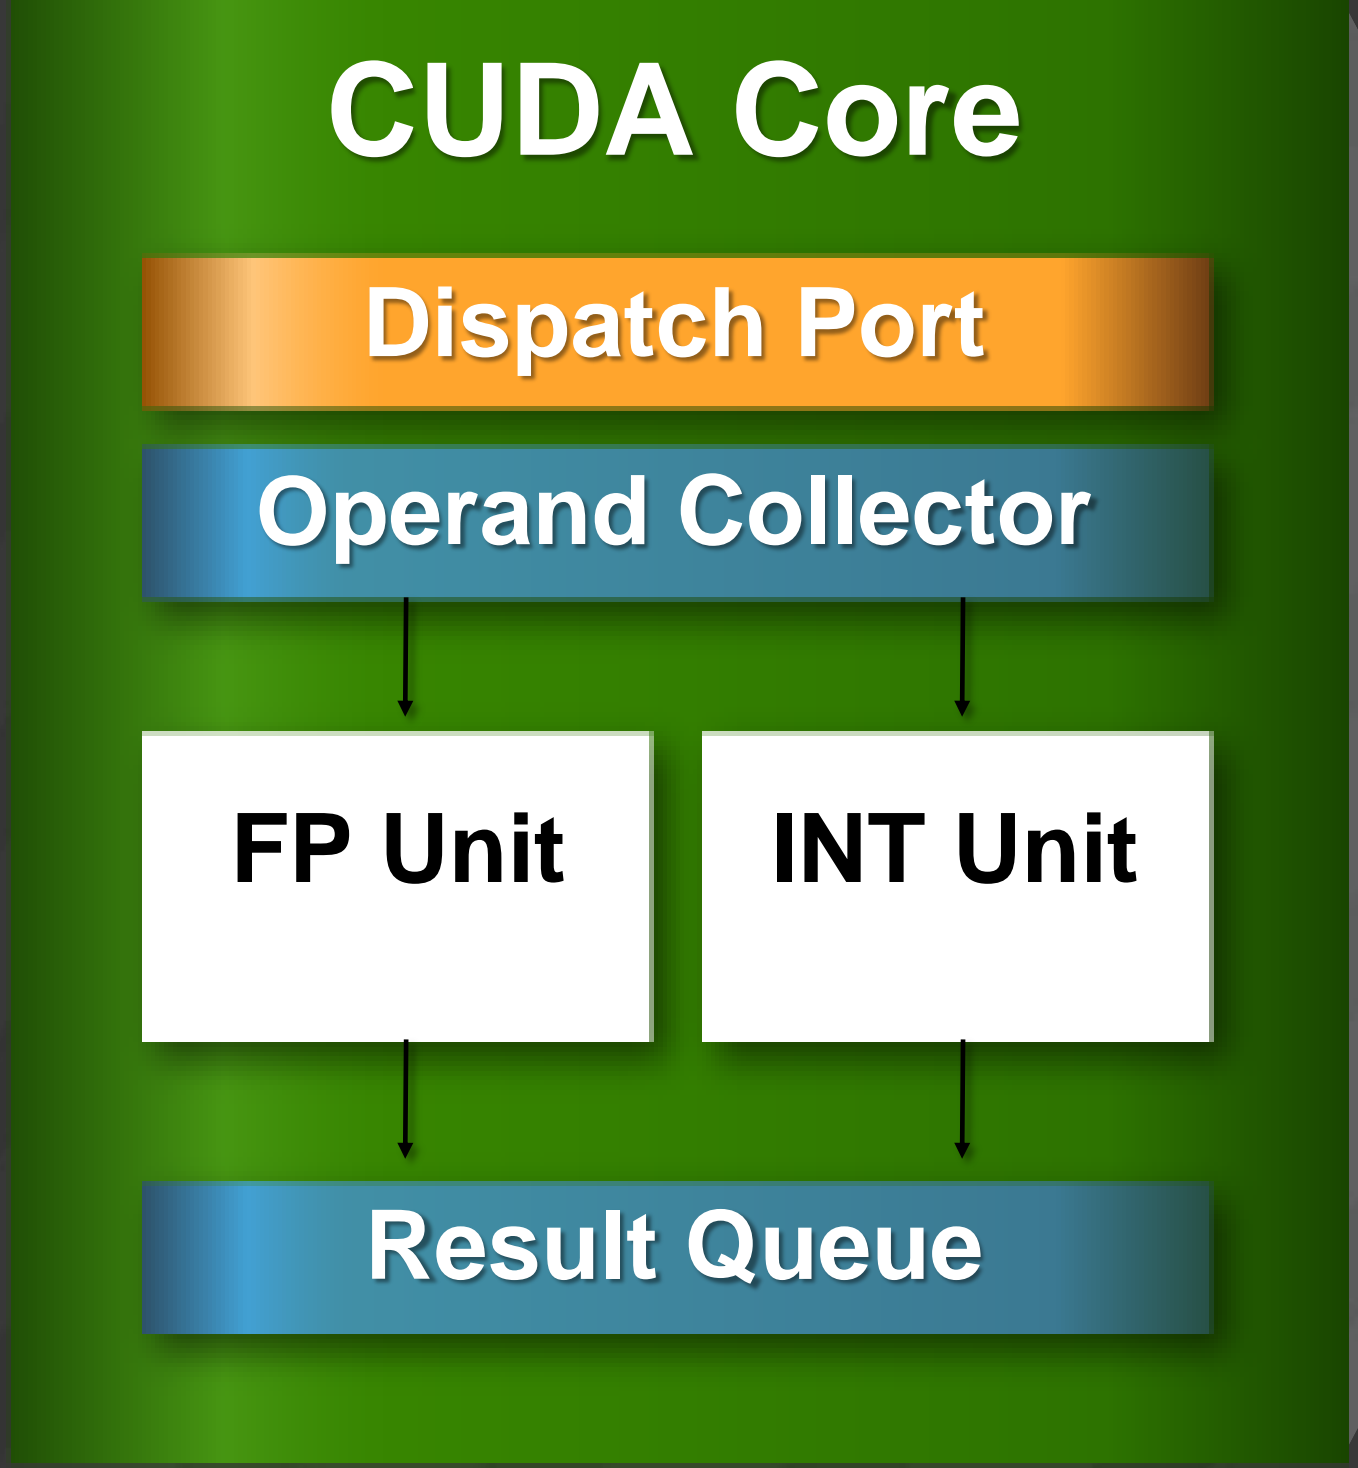 CUDA Core
Dispatch Port
Operand Collector
FP Unit
INT Unit
Result Queue